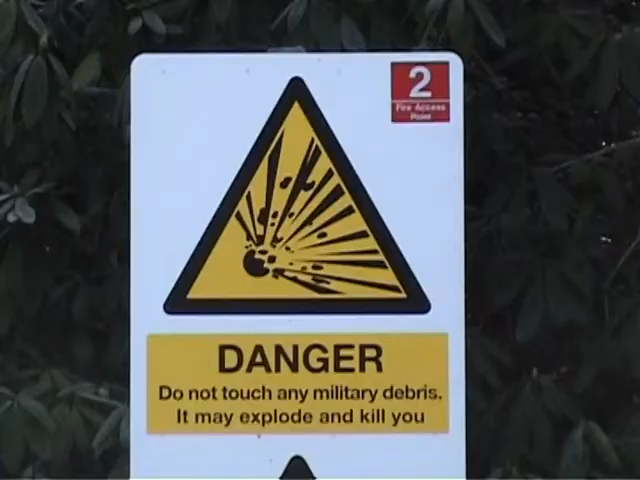 2
Fire Access
Point
DANGER
Do not touch any military debris.
It may explode and kill you